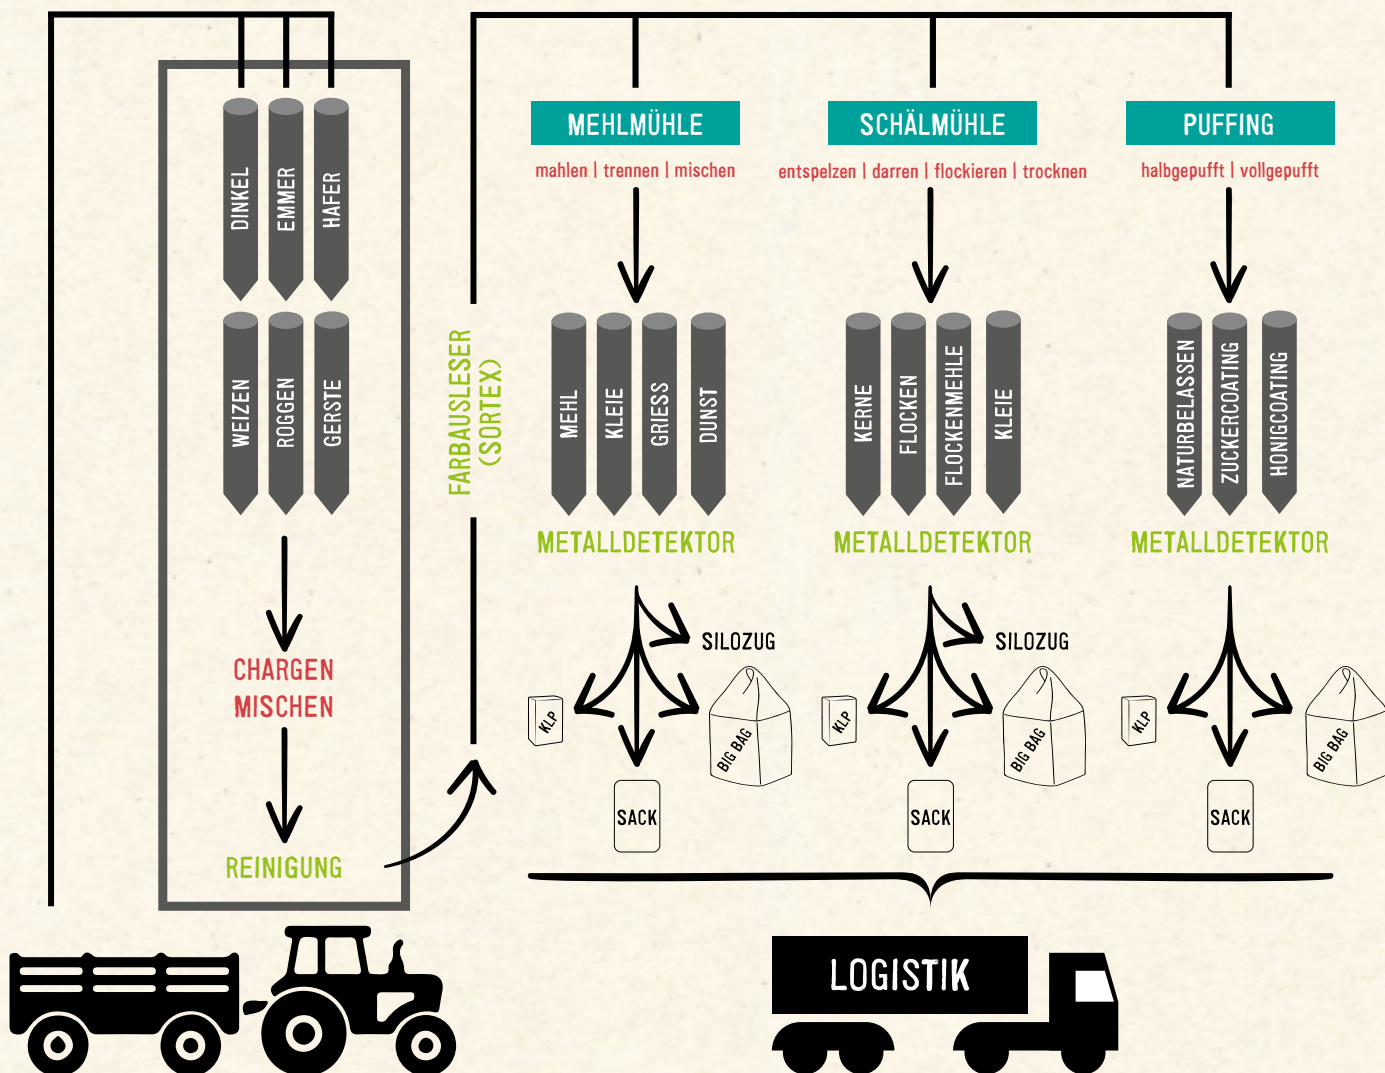 DINKEL
EMMER
HAFER
WEIZEN
ROGGEN
GERSTE
CHARGEN
MISCHEN
REINIGUNG
FARBAUSLESER
(SORTEX)
MEHLMÜHLE
mahlen | trennen | mischen
MEHL
KLEIE
GRIESS
DUNST
METALLDETEKTOR
SILOZUG
KLP
BIG BAG
SACK
SCHÄLMÜHLE
entspelzen | darren | flockieren | trocknen
KERNE
FLOCKEN
FLOCKENMEHLE
KLEIE
METALLDETEKTOR
SILOZUG
KLP
BIG BAG
SACK
PUFFING
halbgepufft | vollgepufft
NATURBELASSEN
ZUCKERCOATING
HONIGCOATING
METALLDETEKTOR
KLP
BIG BAG
SACK
LOGISTIK